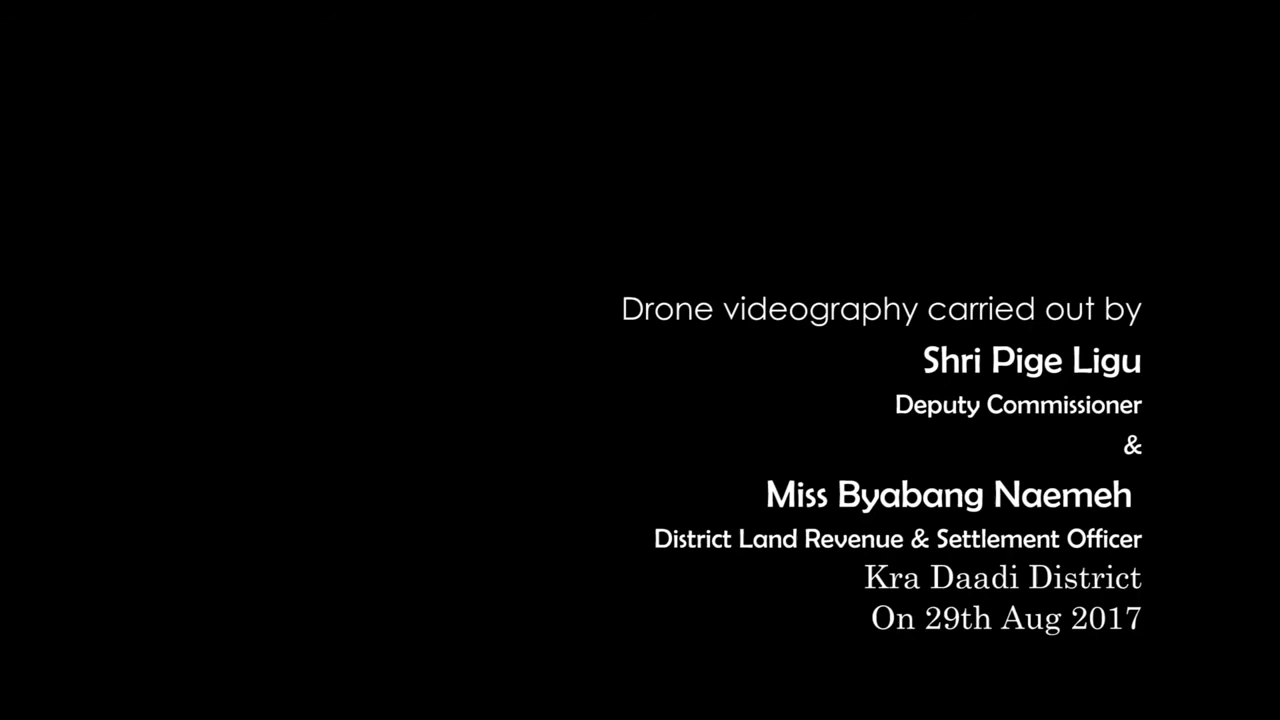 Drone videography carried out by
Shri Pige Ligu
Deputy Commissioner
&
Miss Byabang Naemeh
District Land Revenue & Settlement Officer
Kra Daadi District
On 29th Aug 2017